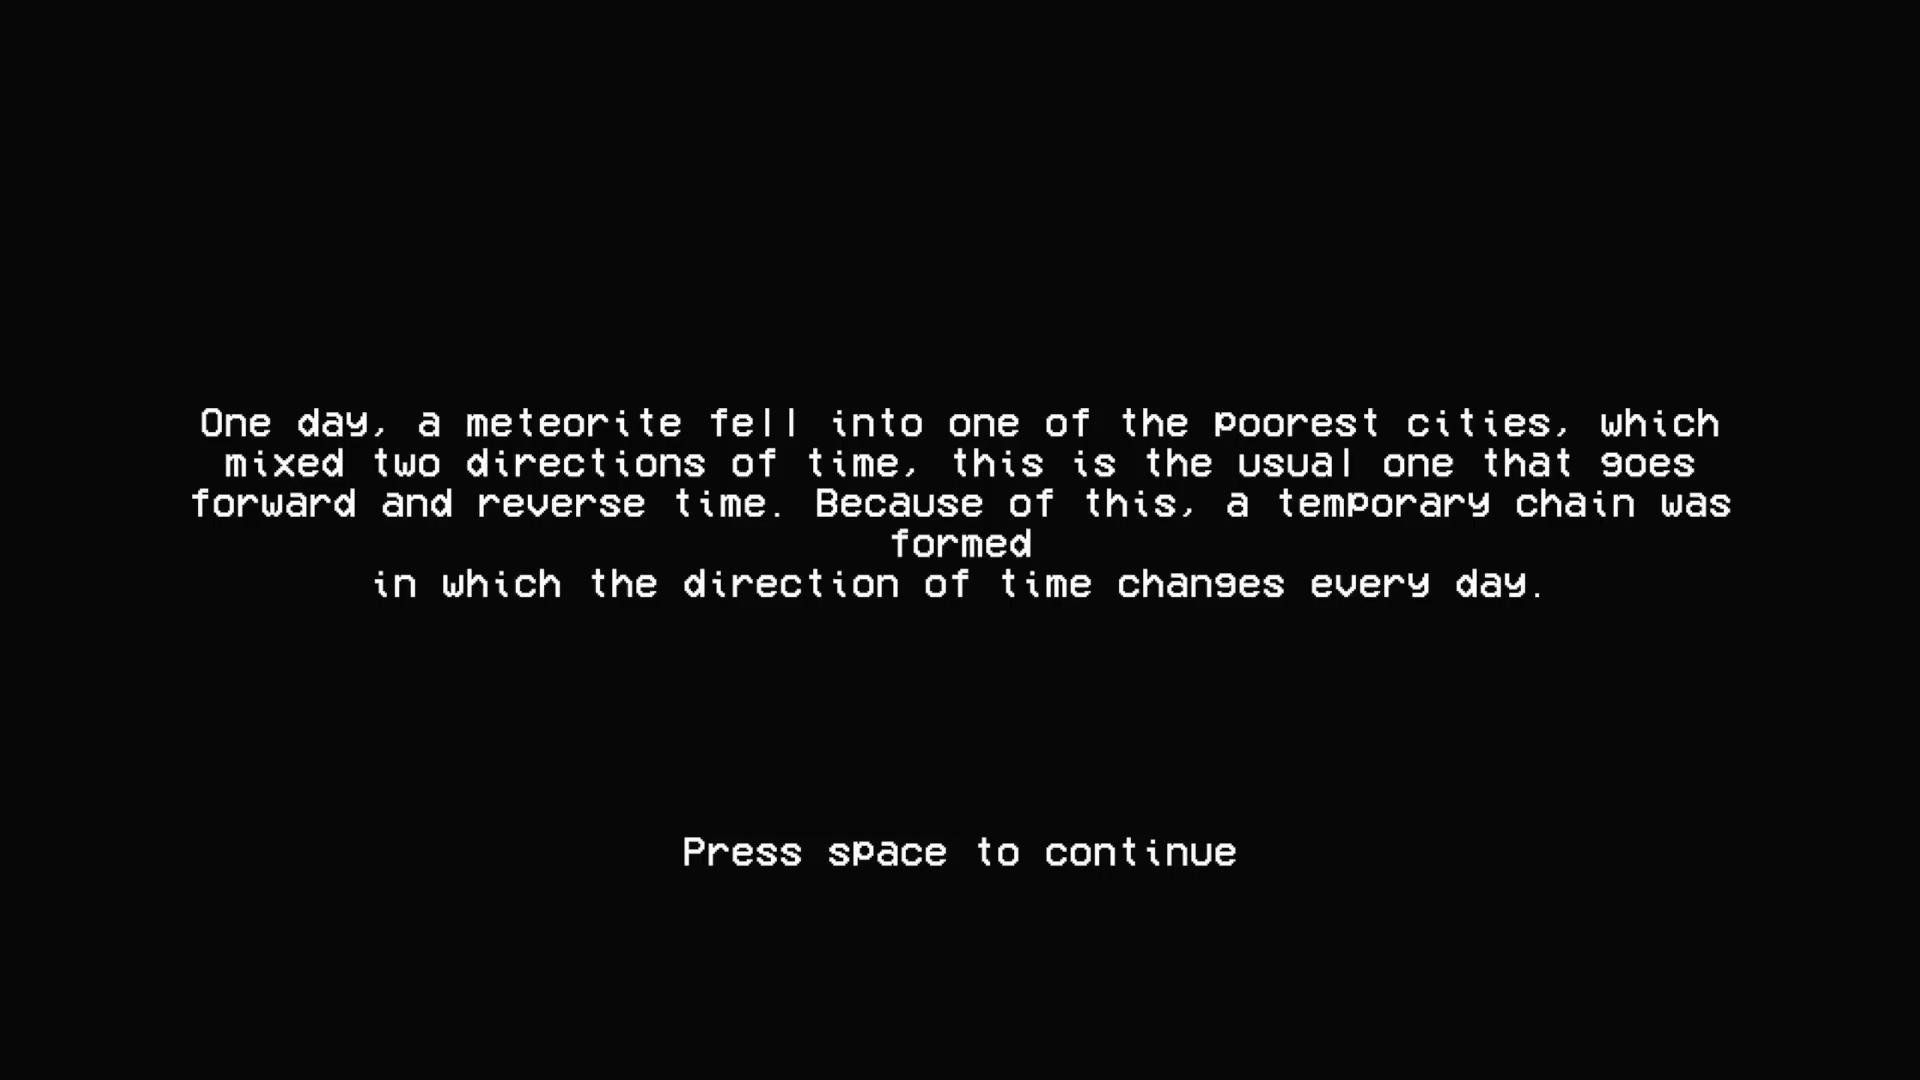 One day, a meteorite fell into one of the poorest cities, which
mixed two directions of time, this is the usual one that goes
forward and reverse time. Because of this, a temporary chain was
formed
in which the direction of time changes every day.
Press space to continue